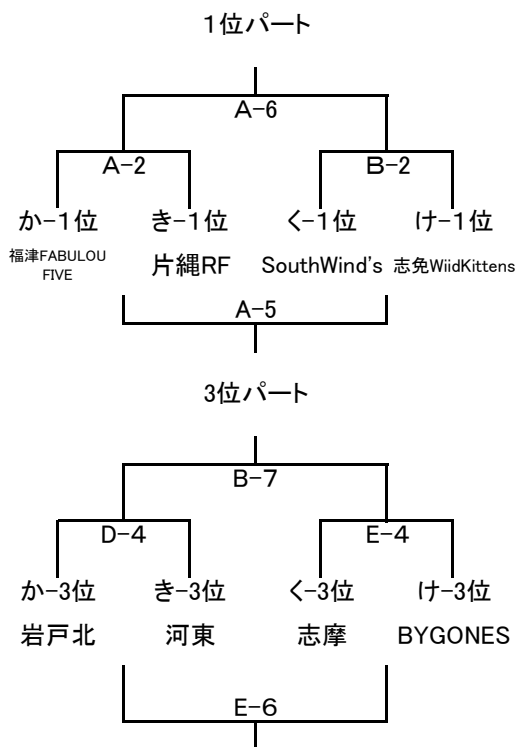 1位パート
A-6
A-2 B-2
か-1位 き-1位 く-1位 け-1位
福津FABULOU
FIVE
片縄RF SouthWind's 志免WiidKittens
A-5
3位パート
B-7
D-4 E-4
か-3位 き-3位 く-3位 け-3位
岩戸北 河東 志摩 BYGONES
E-6